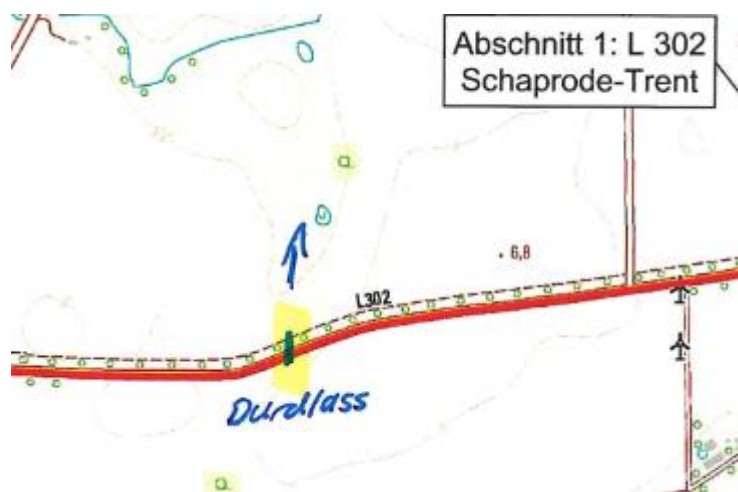 Abschnitt 1: L 302
Schaprode-Trent
6,8
L302
Durchlass